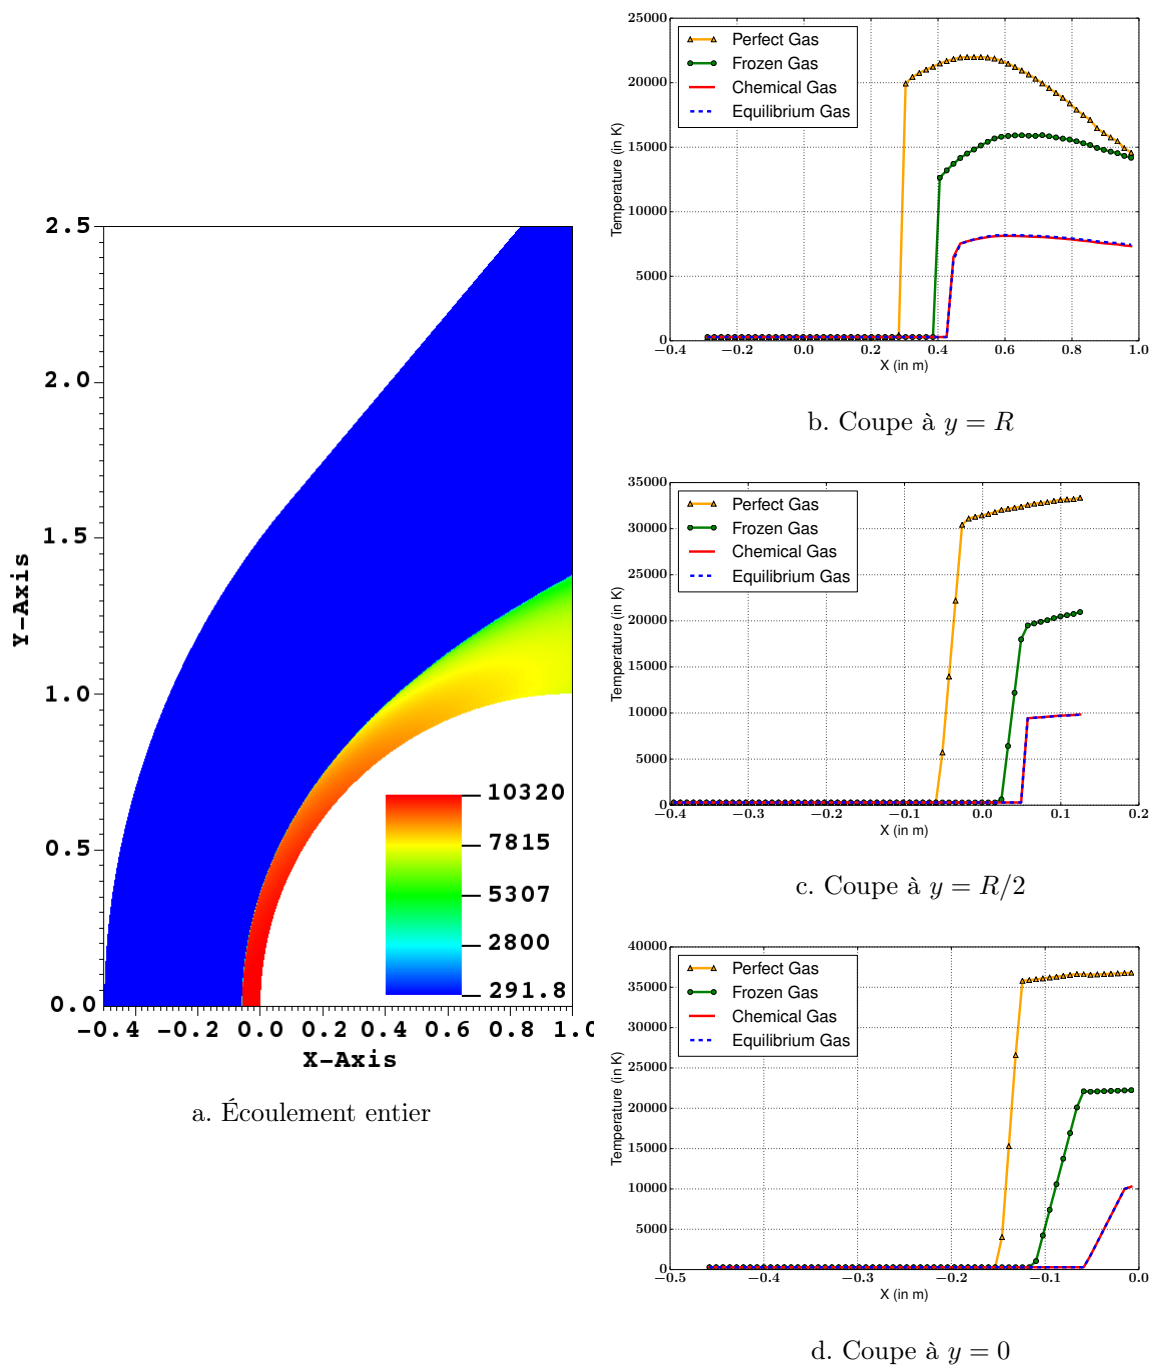 2.5
2.0
1.5
1.0
0.5
0.0
Y-Axis
-0.4 -0.2 0.0 0.2 0.4 0.6 0.8 1.0
X-Axis
10320
7815
5307
2800
291.8
a. Écoulement entier
25000
20000
15000
10000
5000
0
Temperature (in K)
Perfect Gas
Frozen Gas
Chemical Gas
Equilibrium Gas
−0.4 −0.2 0.0 0.2 0.4 0.6 0.8 1.0
X (in m)
b. Coupe à y = R
35000
30000
25000
20000
15000
10000
5000
0
Temperature (in K)
Perfect Gas
Frozen Gas
Chemical Gas
Equilibrium Gas
−0.4 −0.3 −0.2 −0.1 0.0 0.1 0.2
X (in m)
c. Coupe à y = R/2
40000
35000
30000
25000
20000
15000
10000
5000
0
Temperature (in K)
Perfect Gas
Frozen Gas
Chemical Gas
Equilibrium Gas
−0.5 −0.4 −0.3 −0.2 −0.1 0.0
X (in m)
d. Coupe à y = 0